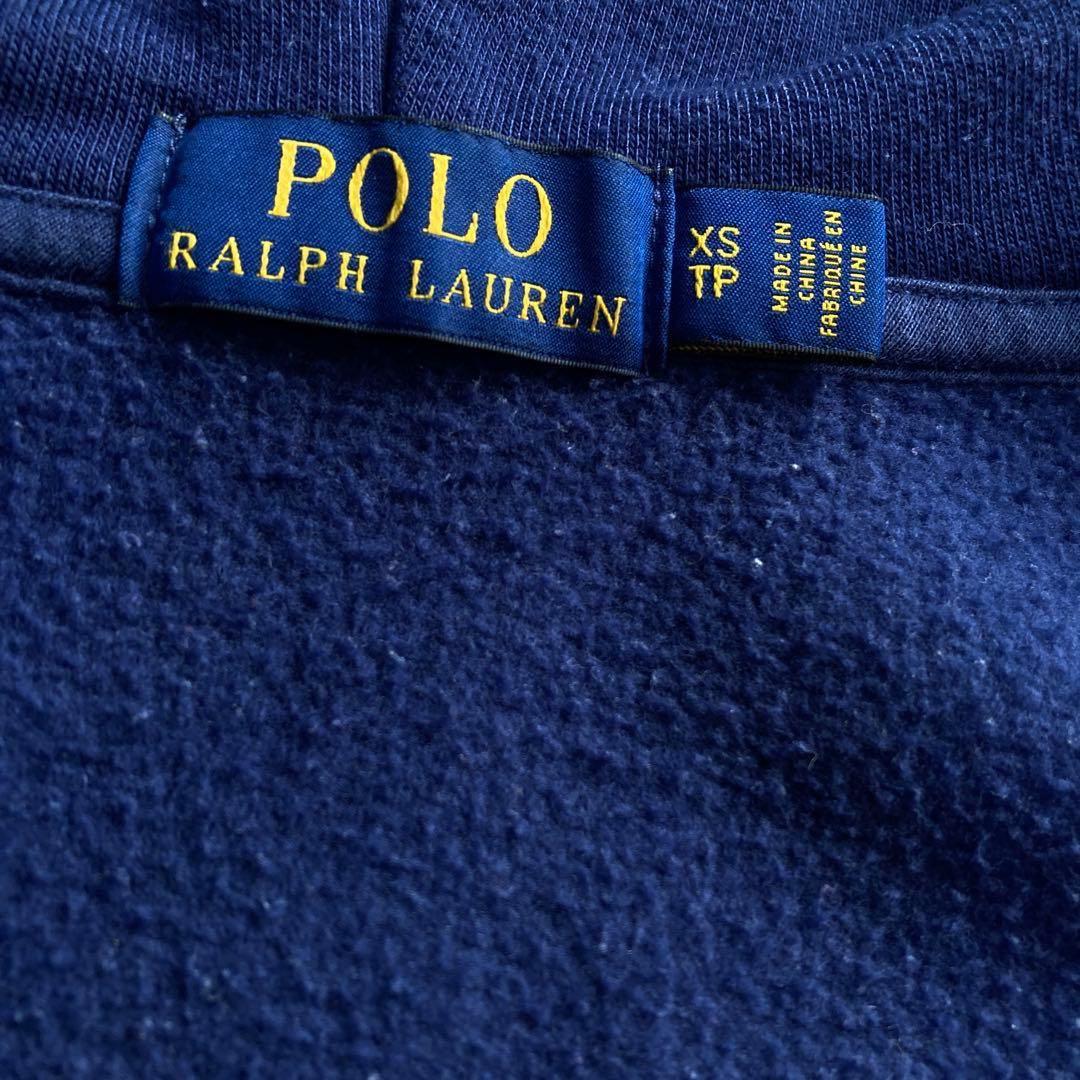 POLO
RALPH LAUREN
XS
TP
MADE IN
CHINA
FABRIQUÉ EN
CHINE